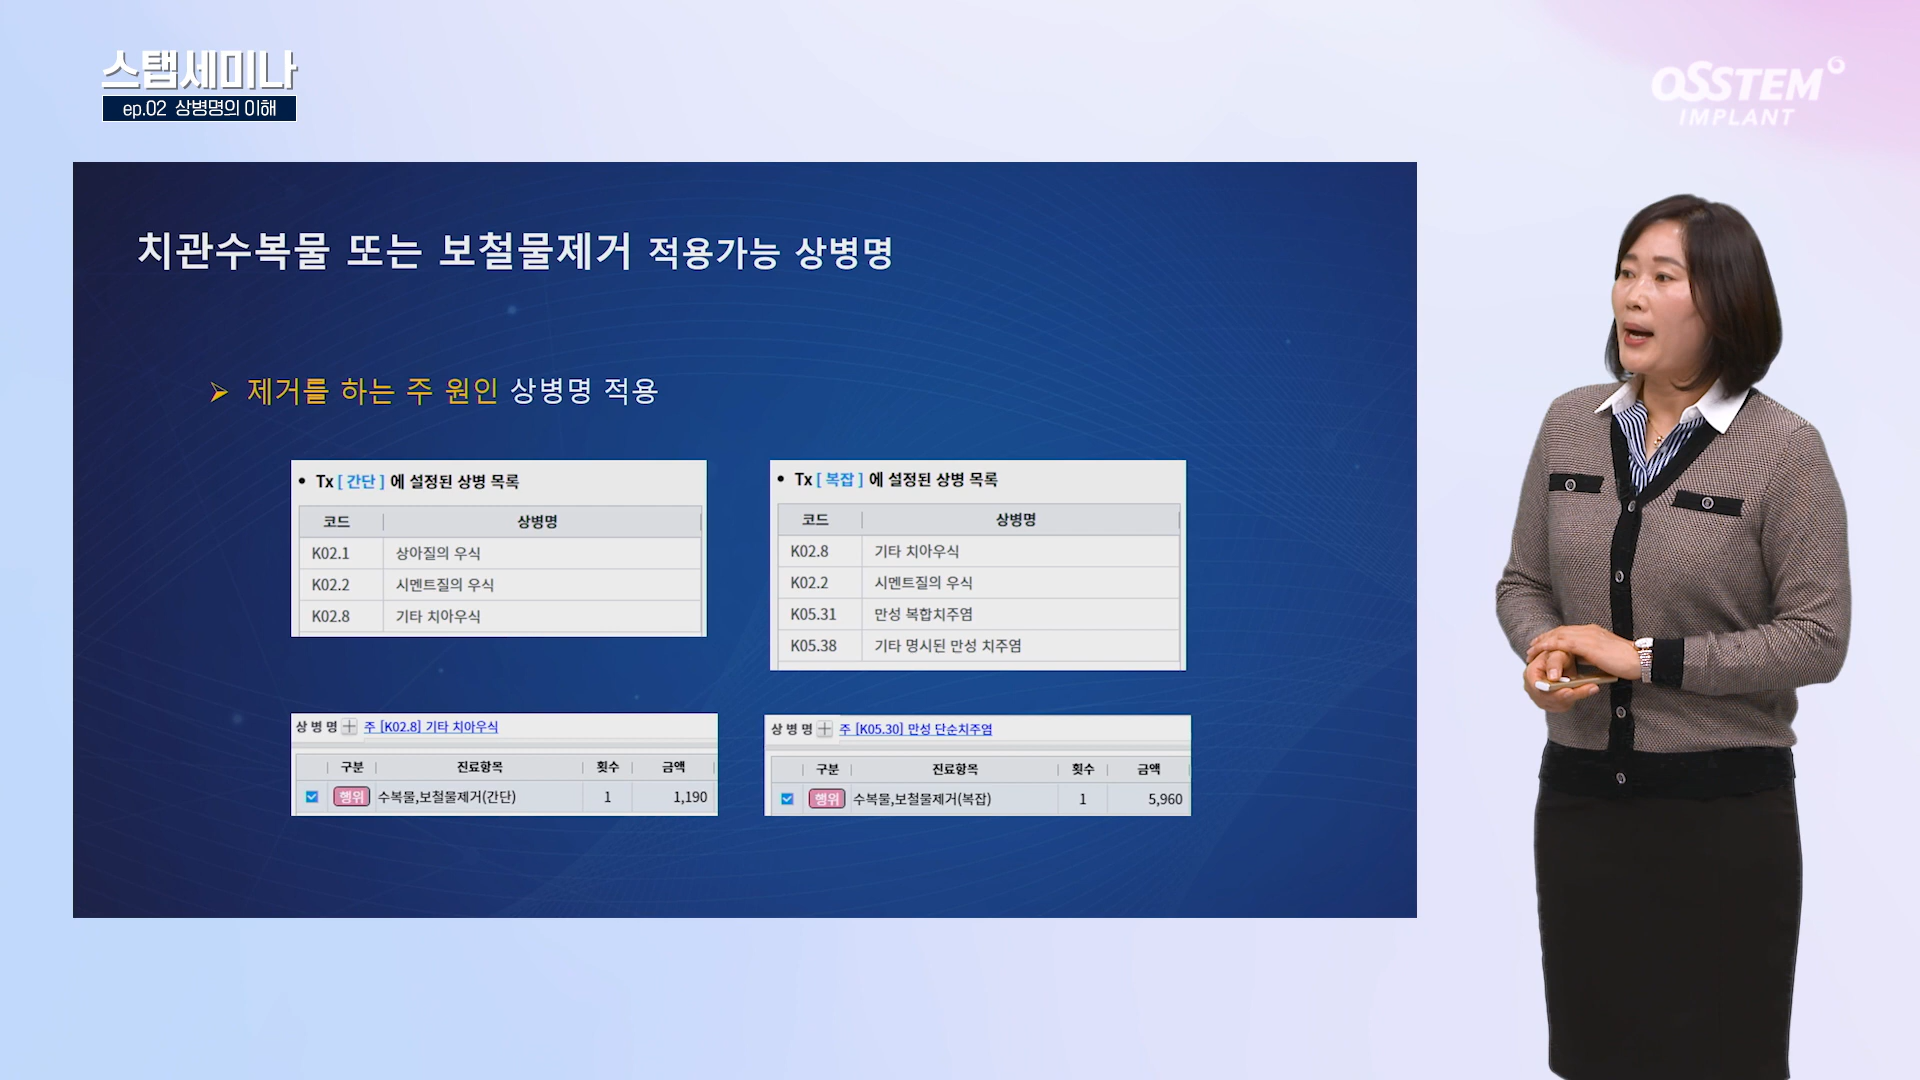 스탭세미나
ep.02 상병명의 이해
OSSTEM
IMPLANT
치관수복물 또는 보철물제거 적용가능 상병명
➢ 제거를 하는 주 원인 상병명 적용
• Tx [ 간단 ] 에 설정된 상병 목록
코드 상병명
K02.1 상아질의 우식
K02.2 시멘트질의 우식
K02.8 기타 치아우식
• Tx [ 복잡 ] 에 설정된 상병 목록
코드 상병명
K02.8 기타 치아우식
K02.2 시멘트질의 우식
K05.31 만성 복합치주염
K05.38 기타 명시된 만성 치주염
상 병 명 주 [K02.8] 기타 치아우식
구분 진료항목 횟수 금액
행위 수복물,보철물제거(간단) 1 1,190
상 병 명 주 [K05.30] 만성 단순치주염
구분 진료항목 횟수 금액
행위 수복물,보철물제거(복잡) 1 5,960